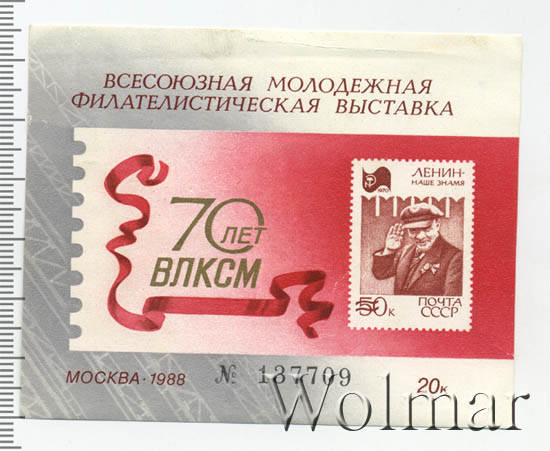 ВСЕСОЮЗНАЯ МОЛОДЕЖНАЯ
ФИЛАТЕЛИСТИЧЕСКАЯ ВЫСТАВКА
70 ЛЕТ
ВЛКСМ
1970
ЛЕНИН-
НАШЕ ЗНАМЯ
50к
ПОЧТА
СССР
МОСКВА · 1988
№ 137709
20к
Wolmar